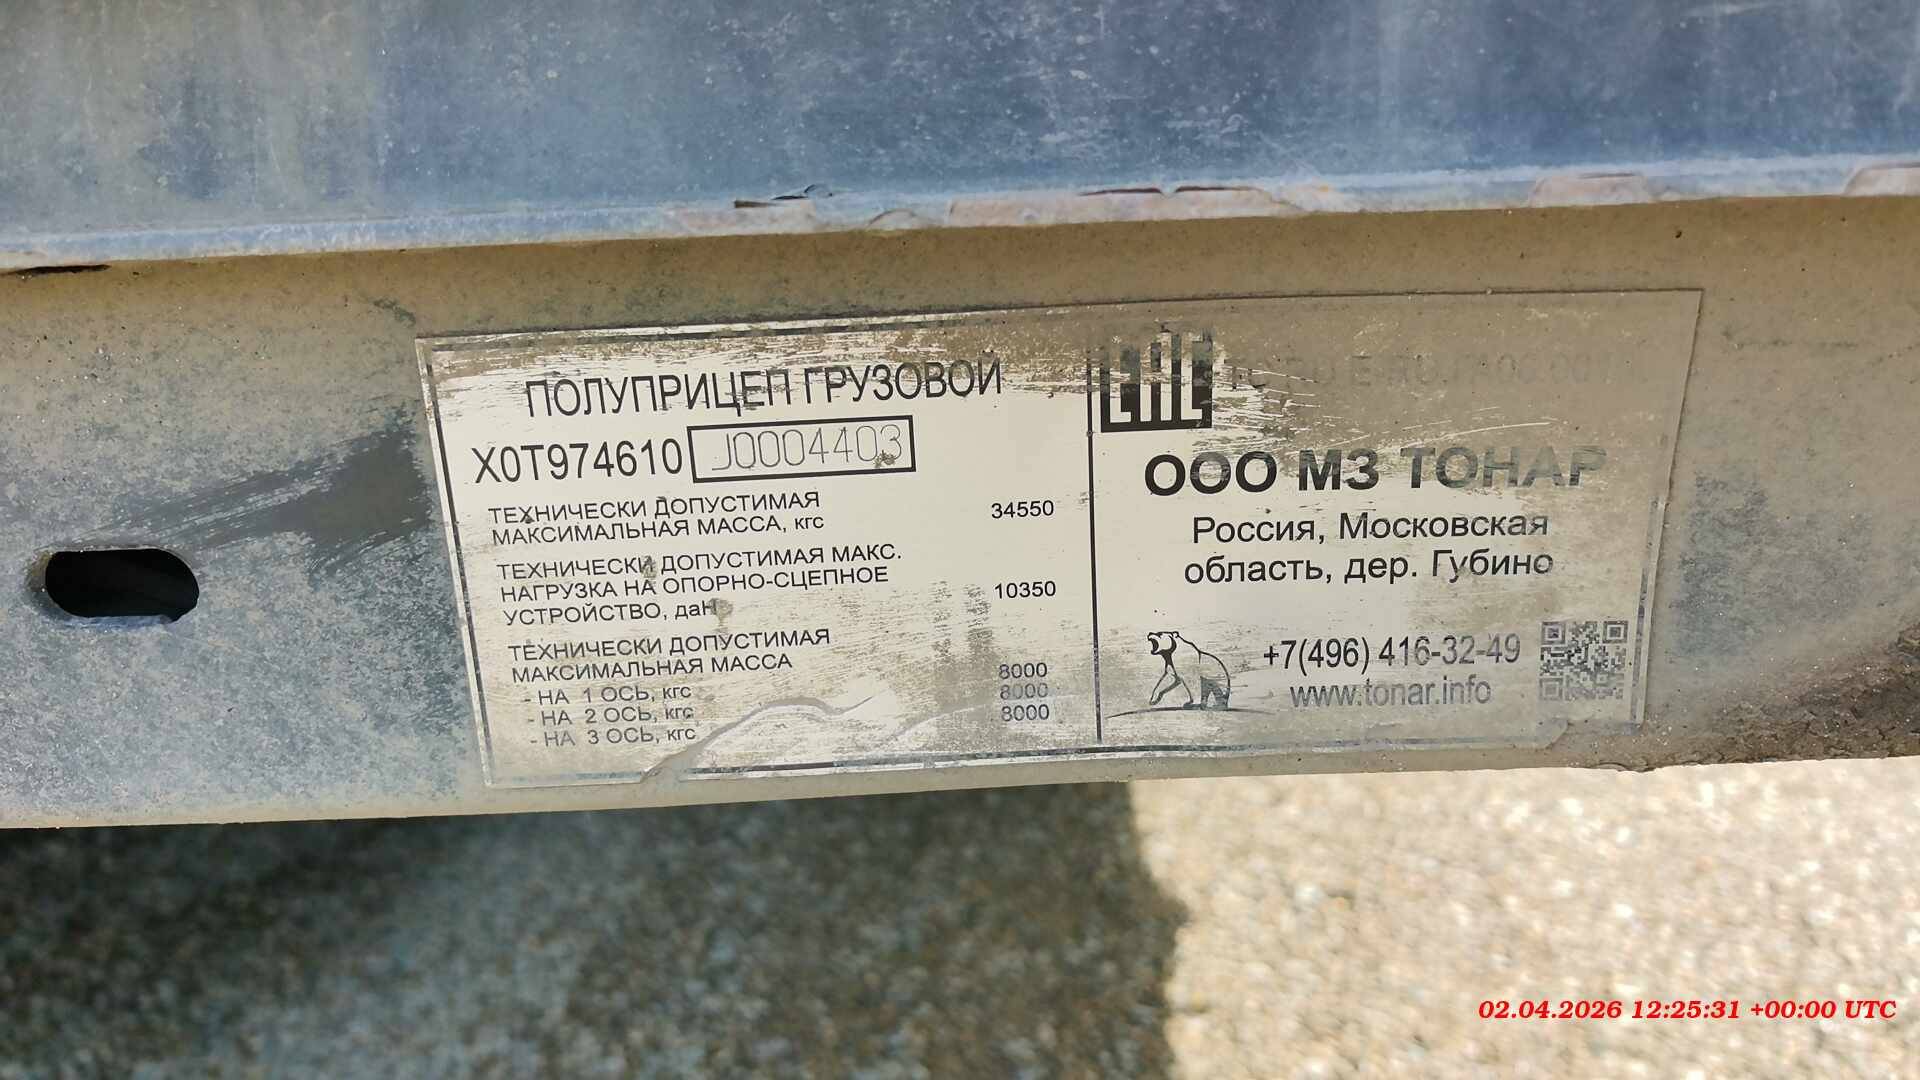 ПОЛУПРИЦЕП ГРУЗОВОЙ
X0T974610 J0004403
ТЕХНИЧЕСКИ ДОПУСТИМАЯ
МАКСИМАЛЬНАЯ МАССА, кгс 34550
ТЕХНИЧЕСКИ ДОПУСТИМАЯ МАКС.
НАГРУЗКА НА ОПОРНО-СЦЕПНОЕ
УСТРОЙСТВО, даН 10350
ТЕХНИЧЕСКИ ДОПУСТИМАЯ
МАКСИМАЛЬНАЯ МАССА
- НА 1 ОСЬ, кгс 8000
- НА 2 ОСЬ, кгс 8000
- НА 3 ОСЬ, кгс 8000
EAC
ООО МЗ ТОНАР
Россия, Московская
область, дер. Губино
+7(496) 416-32-49
www.tonar.info
02.04.2026 12:25:31 +00:00 UTC